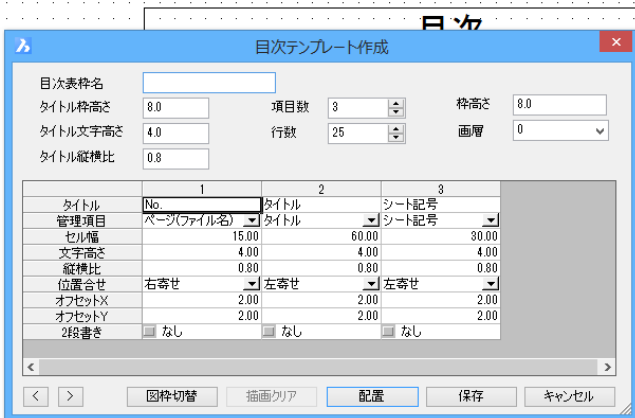 目次
目次テンプレート作成
目次表枠名
タイトル枠高さ 8.0 項目数 3 枠高さ 8.0
タイトル文字高さ 4.0 行数 25 画層 0
タイトル縦横比 0.8
1 2 3
タイトル No. タイトル シート記号
管理項目 ページ(ファイル名) タイトル シート記号
セル幅 15.00 60.00 30.00
文字高さ 4.00 4.00 4.00
縦横比 0.80 0.80 0.80
位置合せ 右寄せ 左寄せ 左寄せ
オフセットX 2.00 2.00 2.00
オフセットY 2.00 2.00 2.00
2段書き なし なし なし
< > 図枠切替 描画クリア 配置 保存 キャンセル